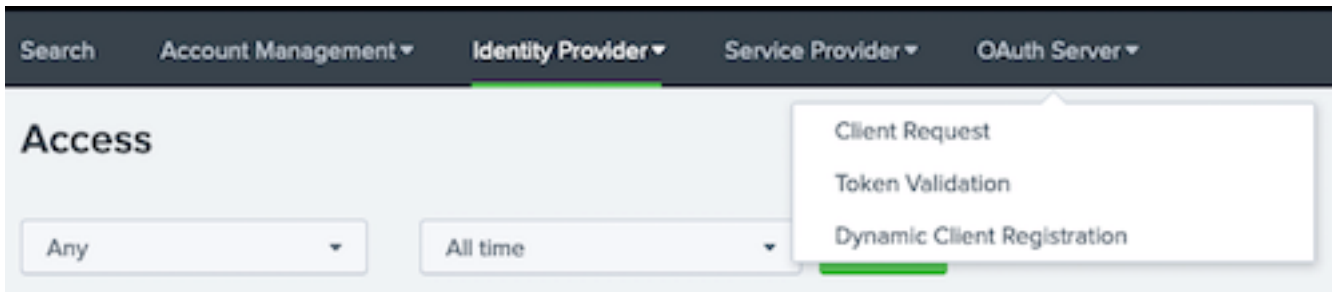 Search Account Management Identity Provider Service Provider OAuth Server
Access
Client Request
Token Validation
Dynamic Client Registration
Any
All time